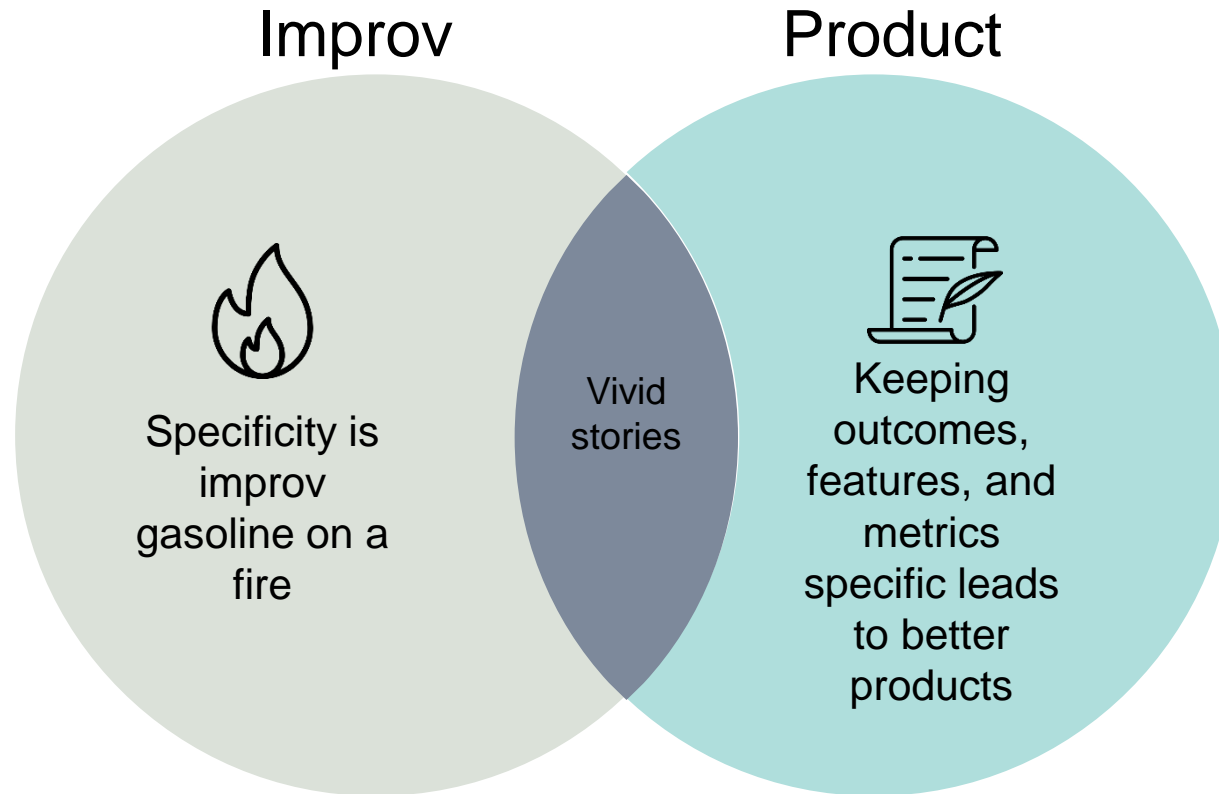 Improv
Product
Specificity is
improv
gasoline on a
fire
Vivid
stories
Keeping
outcomes,
features, and
metrics
specific leads
to better
products